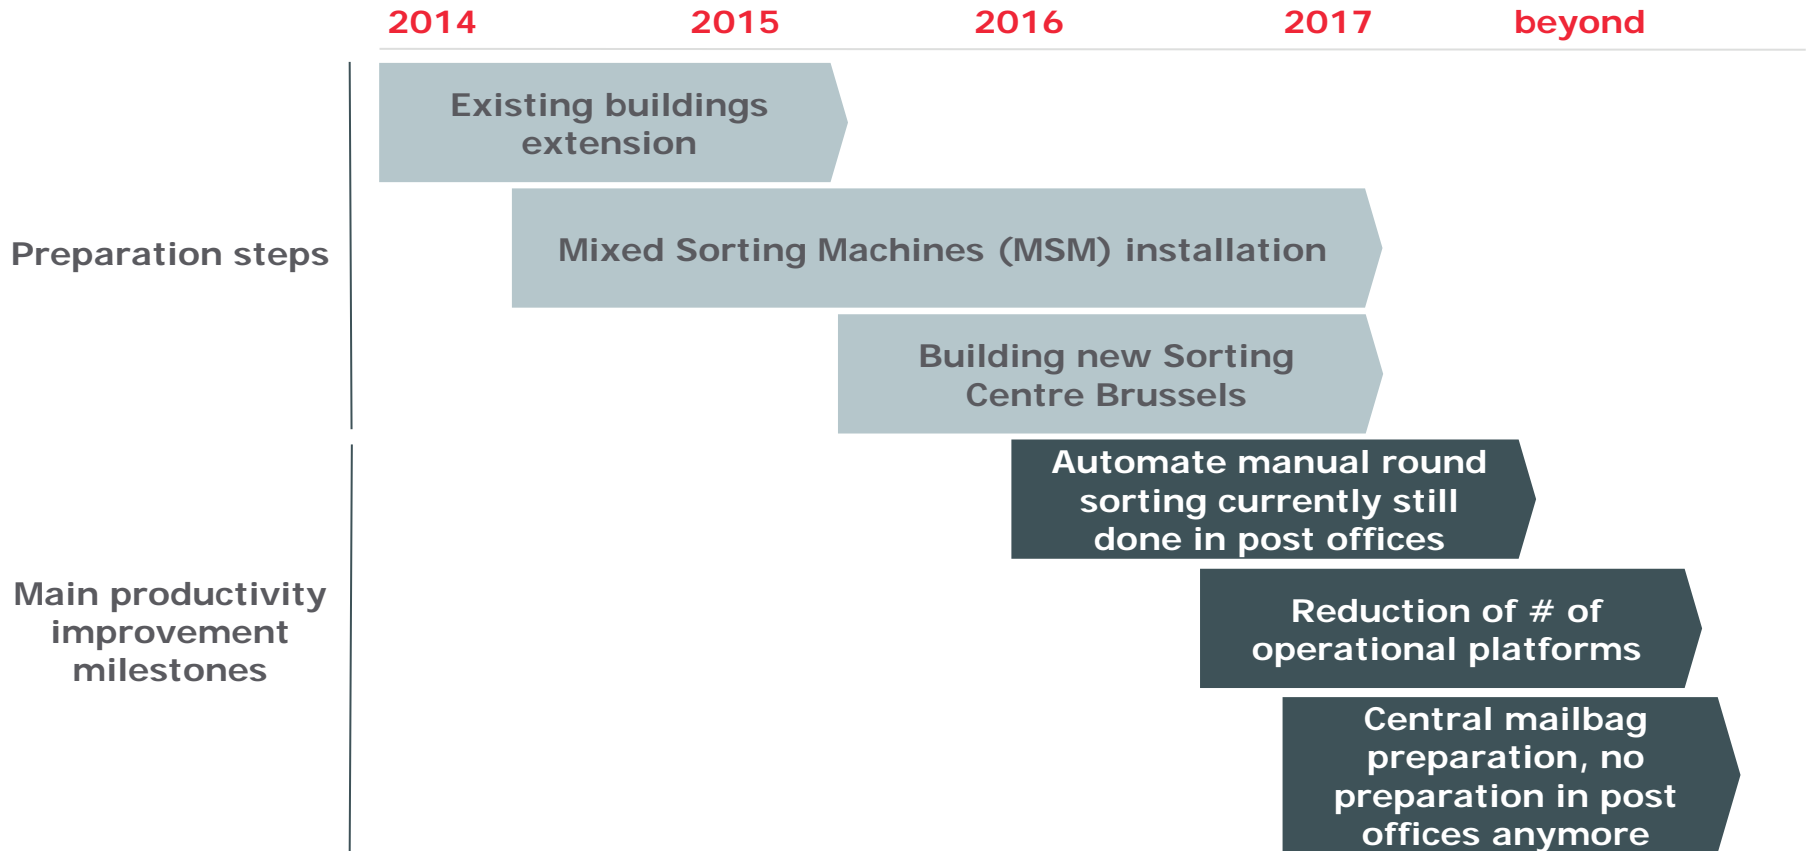 2014 2015 2016 2017 beyond
Existing buildings
extension
Preparation steps
Mixed Sorting Machines (MSM) installation
Building new Sorting
Centre Brussels
Main productivity
improvement
milestones
Automate manual round
sorting currently still
done in post offices
Reduction of # of
operational platforms
Central mailbag
preparation, no
preparation in post
offices anymore